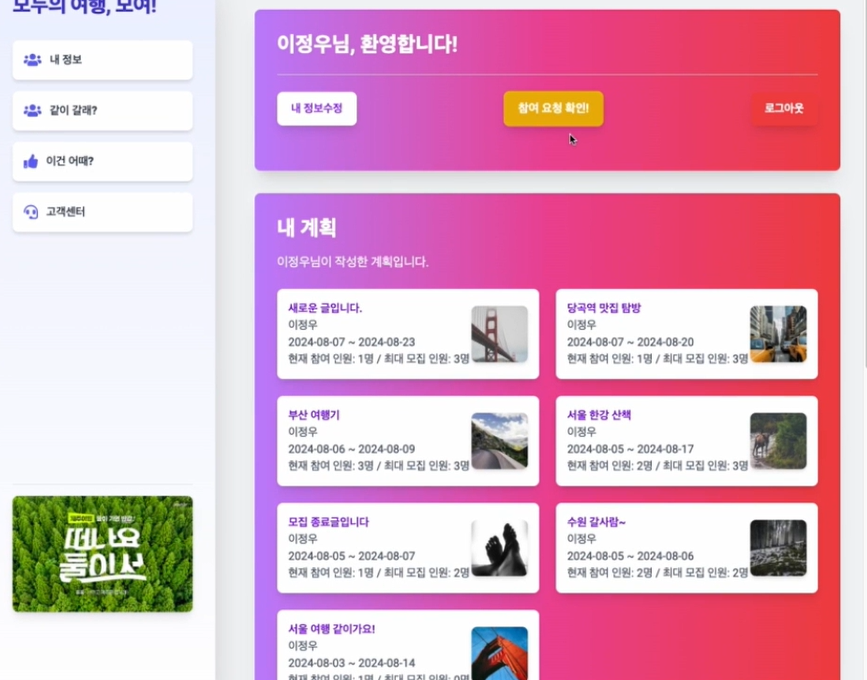 모두의 여행, 모여!
내 정보
같이 갈래?
이건 어때?
고객센터
떠나요
둘이서
이정우님, 환영합니다!
내 정보수정
참여 요청 확인!
로그아웃
내 계획
이정우님이 작성한 계획입니다.
새로운 글입니다.
이정우
2024-08-07 ~ 2024-08-23
현재 참여 인원: 1명 / 최대 모집 인원: 3명
당곡역 맛집 탐방
이정우
2024-08-07 ~ 2024-08-20
현재 참여 인원: 1명 / 최대 모집 인원: 3명
부산 여행기
이정우
2024-08-06 ~ 2024-08-09
현재 참여 인원: 3명 / 최대 모집 인원: 3명
서울 한강 산책
이정우
2024-08-05 ~ 2024-08-17
현재 참여 인원: 2명 / 최대 모집 인원: 3명
모집 종료글입니다
이정우
2024-08-05 ~ 2024-08-07
현재 참여 인원: 1명 / 최대 모집 인원: 2명
수원 갈사람~
이정우
2024-08-05 ~ 2024-08-06
현재 참여 인원: 2명 / 최대 모집 인원: 2명
서울 여행 같이가요!
이정우
2024-08-03 ~ 2024-08-14